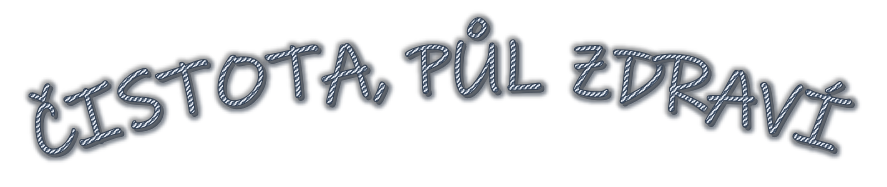 ČISTOTA, PŮL ZDRAVÍ